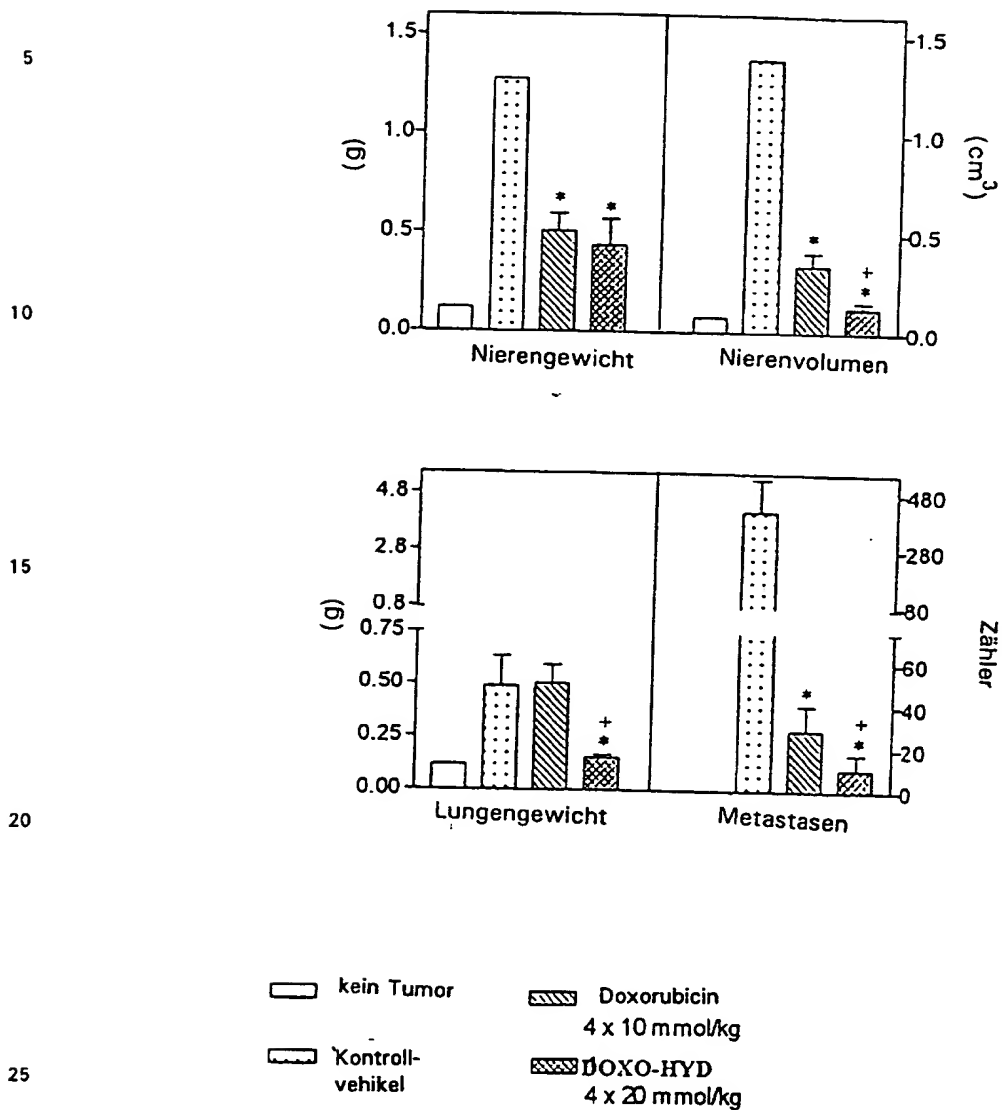 5
1.5
1.0
0.5
0.0
(g)
* *
* + *
1.5
1.0
0.5
0.0
(cm³)
10
Nierengewicht Nierenvolumen
15
4.8
2.8
0.8
0.75
0.50
0.25
0.00
(g)
+ *
* + *
480
280
80
60
40
20
0
Zähler
20
Lungengewicht Metastasen
kein Tumor
Kontroll-
vehikel
Doxorubicin
4 x 10 mmol/kg
DOXO-HYD
4 x 20 mmol/kg
25